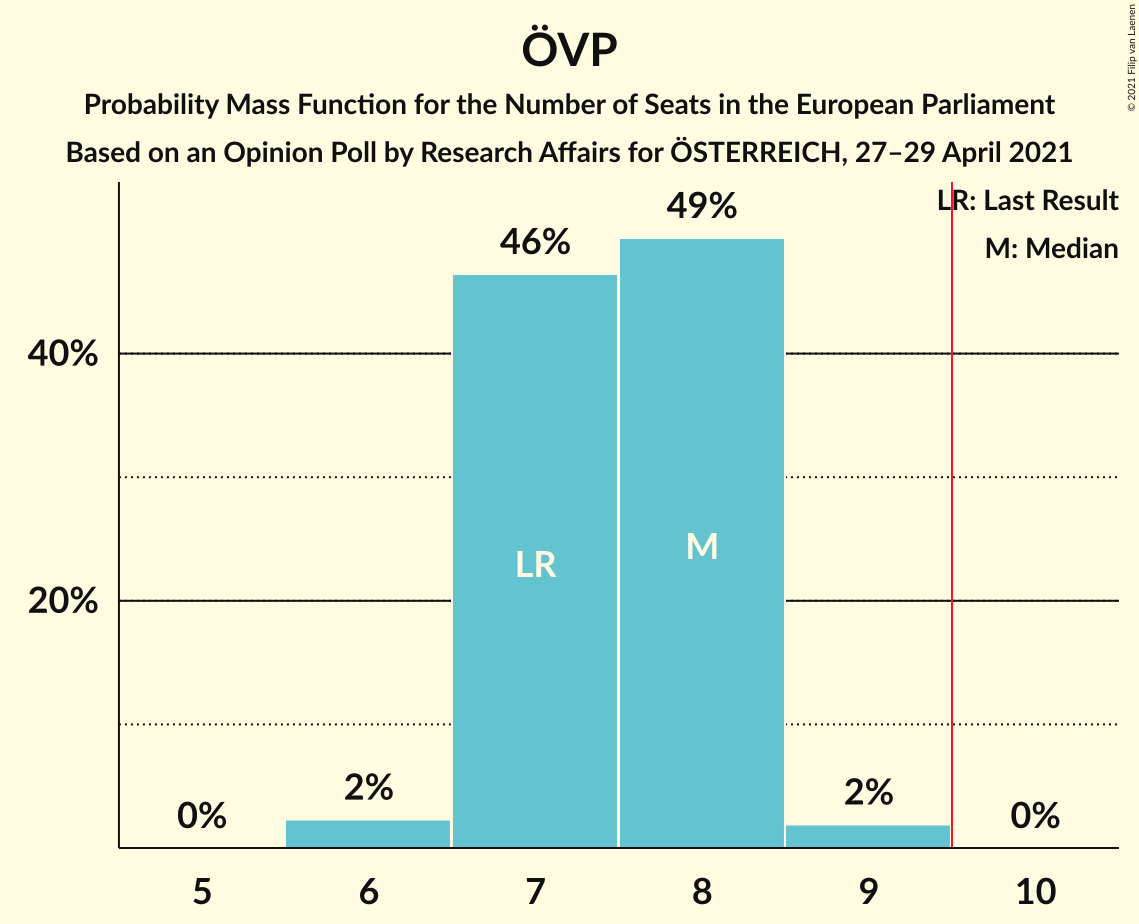 ÖVP
Probability Mass Function for the Number of Seats in the European Parliament
Based on an Opinion Poll by Research Affairs for ÖSTERREICH, 27–29 April 2021
© 2021 Filip van Laenen
LR: Last Result
M: Median
49%
46%
40%
M
LR
20%
2%
2%
0%
0%
5
6
7
8
9
10